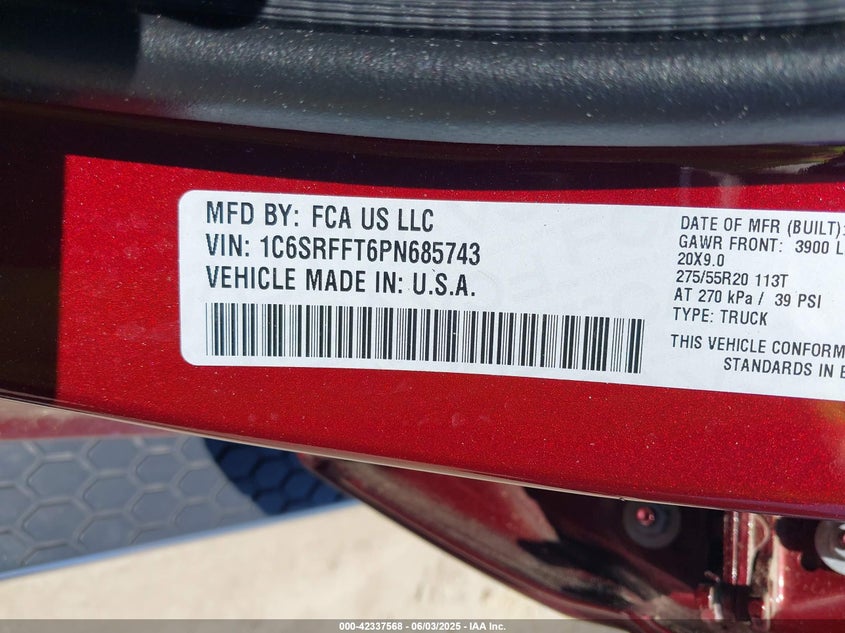 MFD BY: FCA US LLC
VIN: 1C6SRFFT6PN685743
VEHICLE MADE IN: U.S.A.
DATE OF MFR (BUILT):
GAWR FRONT: 3900 L
20X9.0
275/55R20 113T
AT 270 kPa / 39 PSI
TYPE: TRUCK
THIS VEHICLE CONFORM
STANDARDS IN E
000-42337568 | 06/03/2025 | IAA Inc.